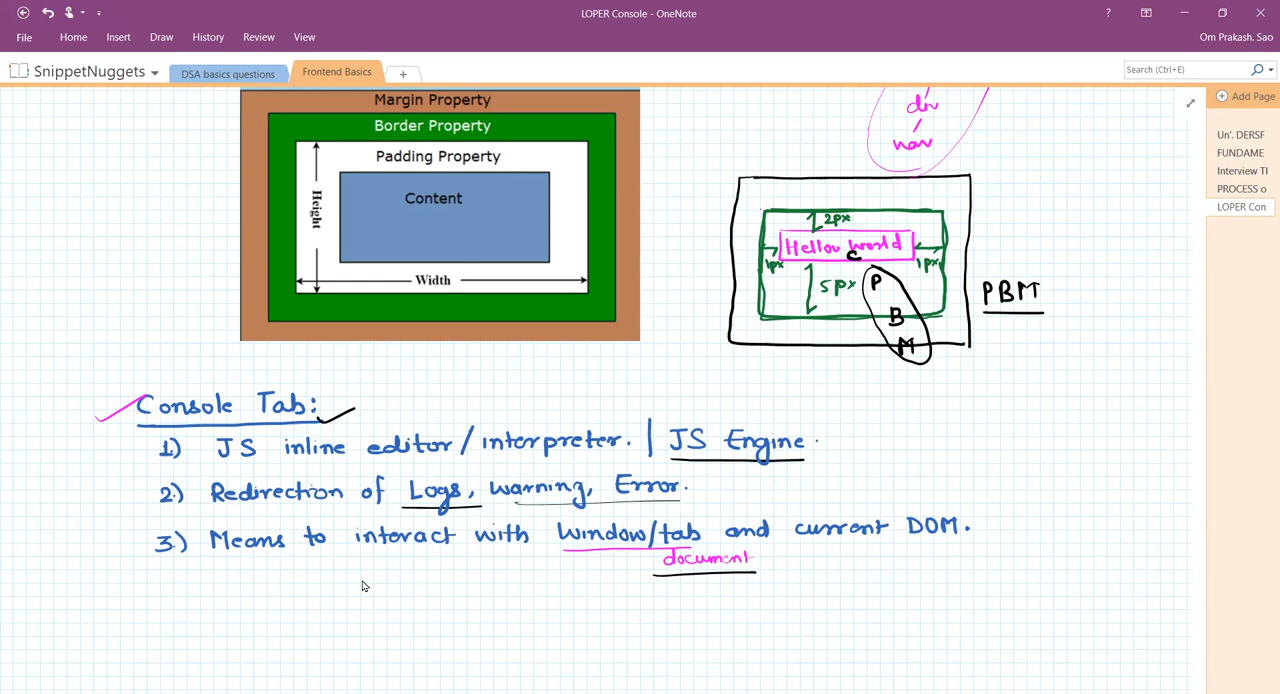 LOPER Console - OneNote
File Home Insert Draw History Review View
Om Prakash. Sao
SnippetNuggets
DSA basics questions
Frontend Basics
Search (Ctrl+E)
Add Page
Un'. DERSF
FUNDAME
Interview TI
PROCESS o
LOPER Con
Margin Property
Border Property
Padding Property
Content
Height
Width
div
nav
2px
Hellow world
C
1px
1px
5px
P
B
M
PBM
Console Tab:
1.) JS inline editor/interpreter. | JS Engine.
2.) Redirection of Logs, warning, Error.
3.) Means to interact with Window/tab and current DOM.
document